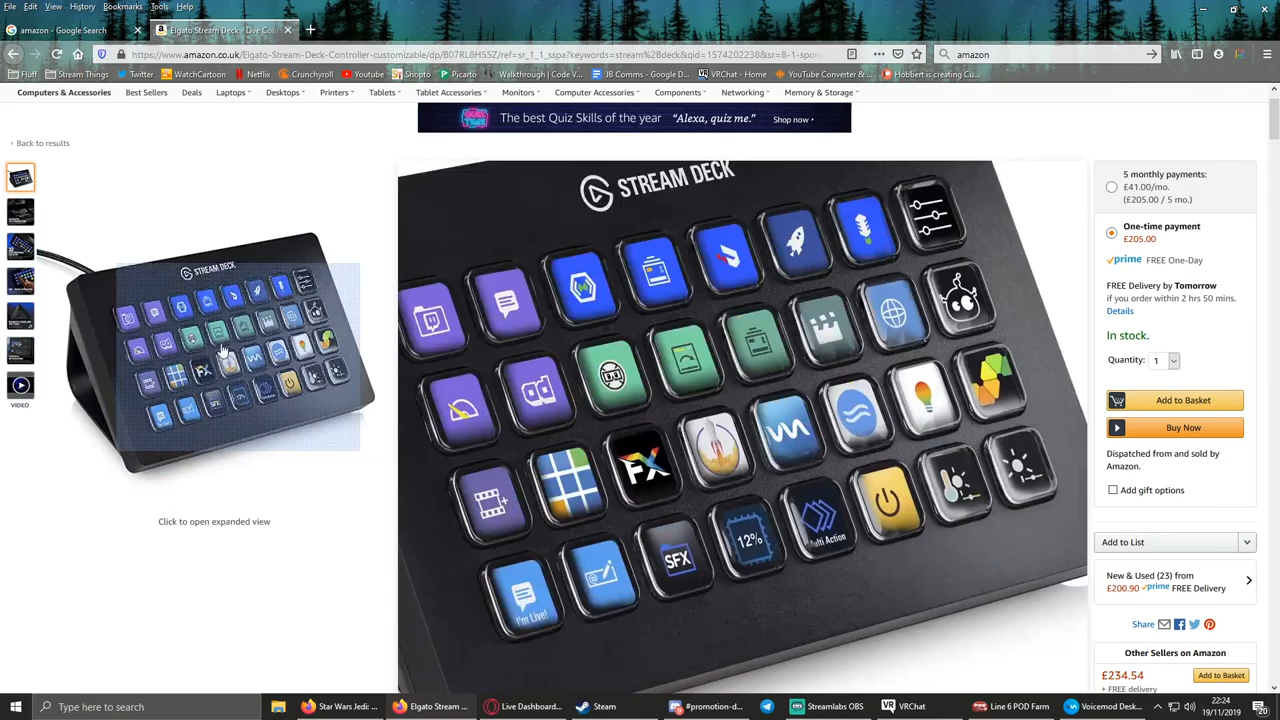 File Edit View History Bookmarks Tools Help
amazon - Google Search
Elgato Stream Deck - Live Con
https://www.amazon.co.uk/Elgato-Stream-Deck-Controller-customizable/dp/B07RL8H55Z/ref=sr_1_1_sspa?keywords=stream%2Bdeck&qid=1574202238&sr=8-1-spon
amazon
Fluff Stream Things Twitter WatchCartoon Netflix Crunchyroll Youtube Shopto Picarto Walkthrough | Code V... JB Comms - Google D... VRChat - Home YouTube Converter & ... Hobbert is creating Cu...
Computers & Accessories Best Sellers Deals Laptops Desktops Printers Tablets Tablet Accessories Monitors Computer Accessories Components Networking Memory & Storage
The best Quiz Skills of the year "Alexa, quiz me." Shop now
‹ Back to results
VIDEO
STREAM DECK
Click to open expanded view
STREAM DECK
FX
I'm Live!
SFX
12%
Multi Action
5 monthly payments:
£41.00/mo.
(£205.00 / 5 mo.)
One-time payment
£205.00
prime FREE One-Day
FREE Delivery by Tomorrow
if you order within 2 hrs 50 mins.
Details
In stock.
Quantity: 1
Add to Basket
Buy Now
Dispatched from and sold by
Amazon.
Add gift options
Add to List
New & Used (23) from
£200.90 prime FREE Delivery
Share
Other Sellers on Amazon
£234.54 Add to Basket
+ FREE delivery
Type here to search
Star Wars Jedi: ... Elgato Stream ... Live Dashboard... Steam #promotion-d... Streamlabs OBS VRChat Line 6 POD Farm Voicemod Desk...
22:24
19/11/2019
20